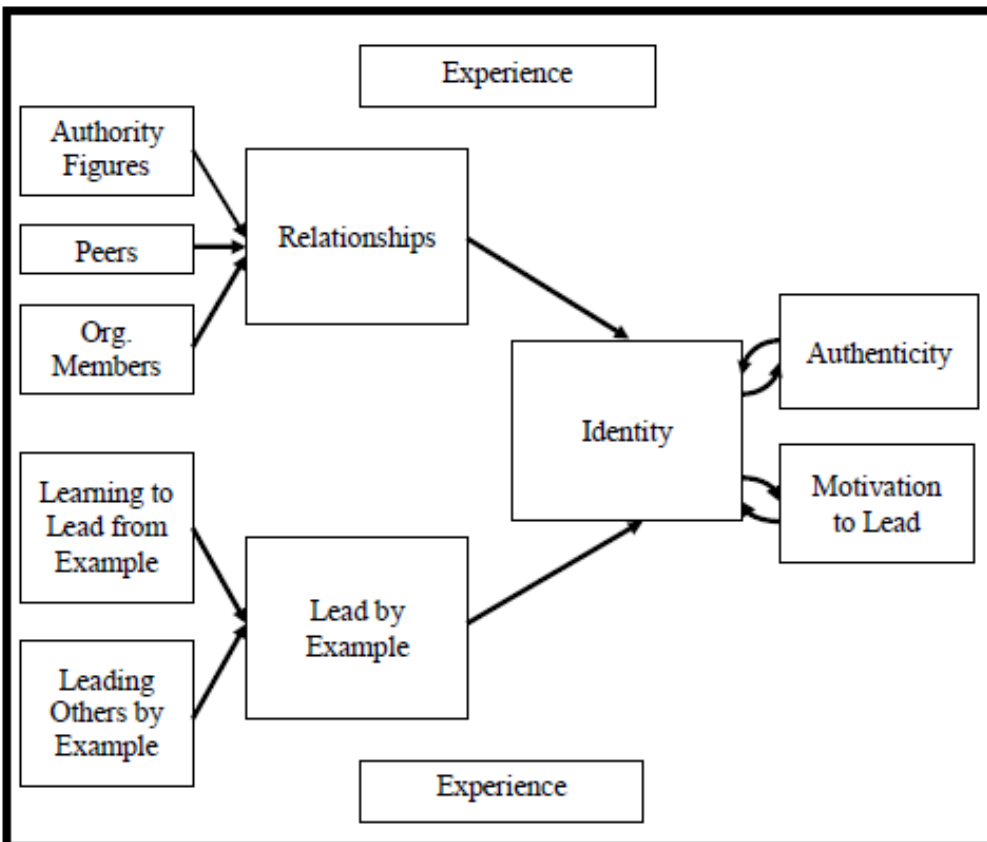 Experience
Authority
Figures
Peers
Org.
Members
Relationships
Identity
Authenticity
Motivation
to Lead
Learning to
Lead from
Example
Lead by
Example
Leading
Others by
Example
Experience